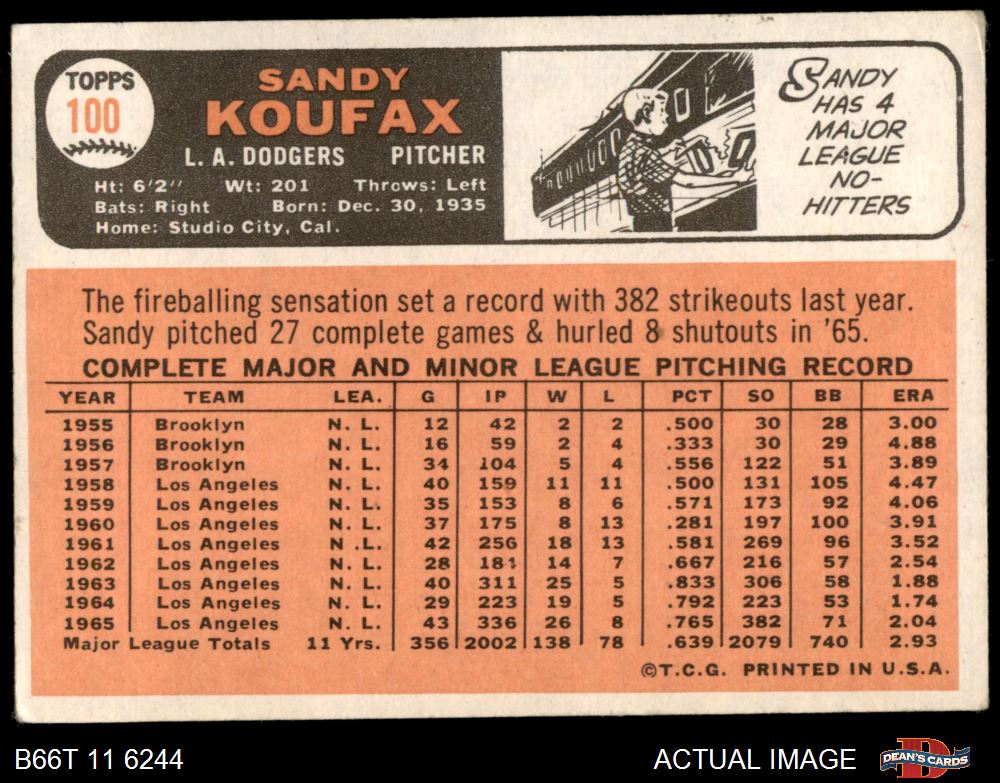 TOPPS
100
SANDY
KOUFAX
L. A. DODGERS PITCHER
Ht: 6'2" Wt: 201 Throws: Left
Bats: Right Born: Dec. 30, 1935
Home: Studio City, Cal.
SANDY
HAS 4
MAJOR
LEAGUE
NO-
HITTERS
The fireballing sensation set a record with 382 strikeouts last year.
Sandy pitched 27 complete games & hurled 8 shutouts in '65.
COMPLETE MAJOR AND MINOR LEAGUE PITCHING RECORD
YEAR TEAM LEA. G IP W L PCT SO BB ERA
1955 Brooklyn N. L. 12 42 2 2 .500 30 28 3.00
1956 Brooklyn N. L. 16 59 2 4 .333 30 29 4.88
1957 Brooklyn N. L. 34 104 5 4 .556 122 51 3.89
1958 Los Angeles N. L. 40 159 11 11 .500 131 105 4.47
1959 Los Angeles N. L. 35 153 8 6 .571 173 92 4.06
1960 Los Angeles N. L. 37 175 8 13 .281 197 100 3.91
1961 Los Angeles N .L. 42 256 18 13 .581 269 96 3.52
1962 Los Angeles N. L. 28 184 14 7 .667 216 57 2.54
1963 Los Angeles N. L. 40 311 25 5 .833 306 58 1.88
1964 Los Angeles N. L. 29 223 19 5 .792 223 53 1.74
1965 Los Angeles N. L. 43 336 26 8 .765 382 71 2.04
Major League Totals 11 Yrs. 356 2002 138 78 .639 2079 740 2.93
©T.C.G. PRINTED IN U.S.A.
B66T 11 6244
ACTUAL IMAGE
DEAN'S CARDS